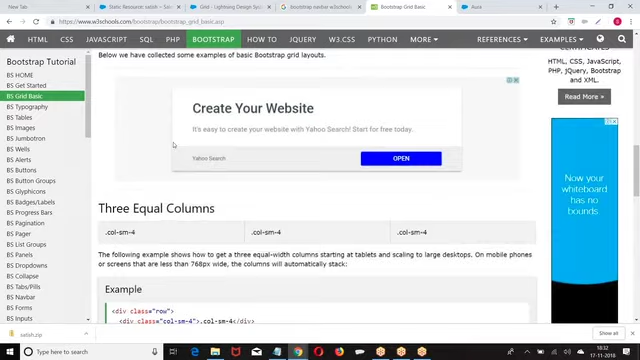 New Tab
Static Resource: satish ~
Grid - Lightning Design Sys
Bootstrap Grid Basic
Aura
https://www.w3schools.com/bootstrap/bootstrap_grid_basic.asp
HTML CSS JAVASCRIPT SQL PHP BOOTSTRAP HOW TO JQUERY W3.CSS PYTHON MORE REFERENCES EXAMPLES
Bootstrap Tutorial
BS HOME
BS Get Started
BS Grid Basic
BS Typography
BS Tables
BS Images
BS Jumbotron
BS Wells
BS Alerts
BS Buttons
BS Button Groups
BS Glyphicons
BS Badges/Labels
BS Progress Bars
BS Pagination
BS Pager
BS List Groups
BS Panels
BS Dropdowns
BS Collapse
BS Tabs/Pills
BS Navbar
BS Forms
BS Inputs
Below we have collected some examples of basic Bootstrap grid layouts.
Create Your Website
It's easy to create your website with Yahoo Search! Start for free today.
Yahoo Search
OPEN
Three Equal Columns
.col-sm-4 .col-sm-4 .col-sm-4
The following example shows how to get a three equal-width columns starting at tablets and scaling to large desktops. On mobile phones
or screens that are less than 768px wide, the columns will automatically stack:
Example
<div class="row">
<div class="col-sm-4">.col-sm-4</div>
CERTIFICATES
HTML, CSS, JavaScript,
PHP, jQuery, Bootstrap
and XML.
Read More »
Now your
whiteboard
has no
bounds.
satish.zip
Show all
Type here to search
18:32
17-11-2018